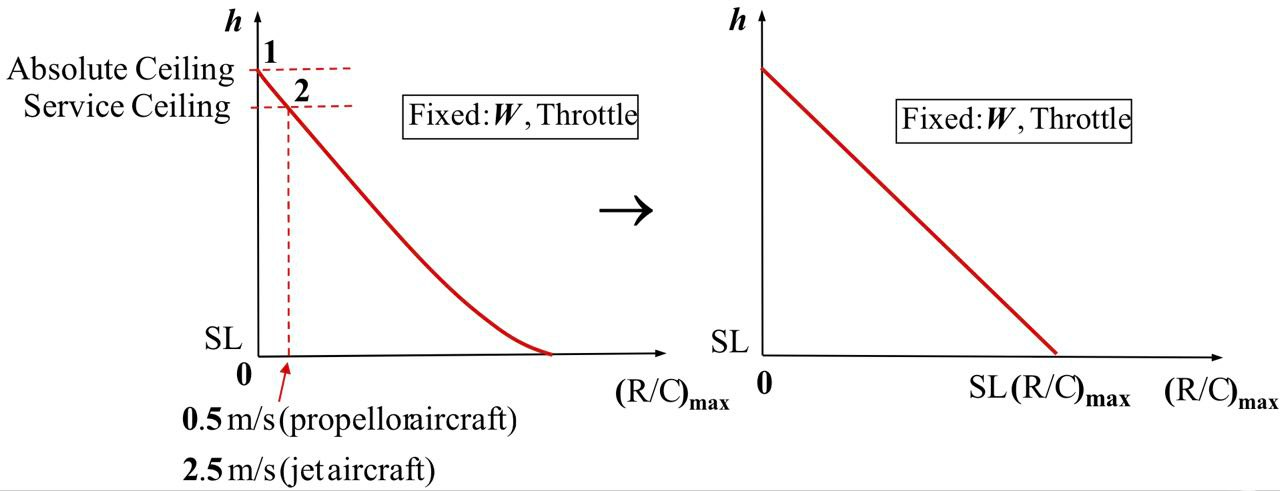 h
1
Absolute Ceiling
2
Service Ceiling
Fixed: W, Throttle
SL
0
(R/C)max
0.5 m/s (propellor aircraft)
2.5 m/s (jet aircraft)
→
h
Fixed: W, Throttle
SL
0
SL (R/C)max
(R/C)max